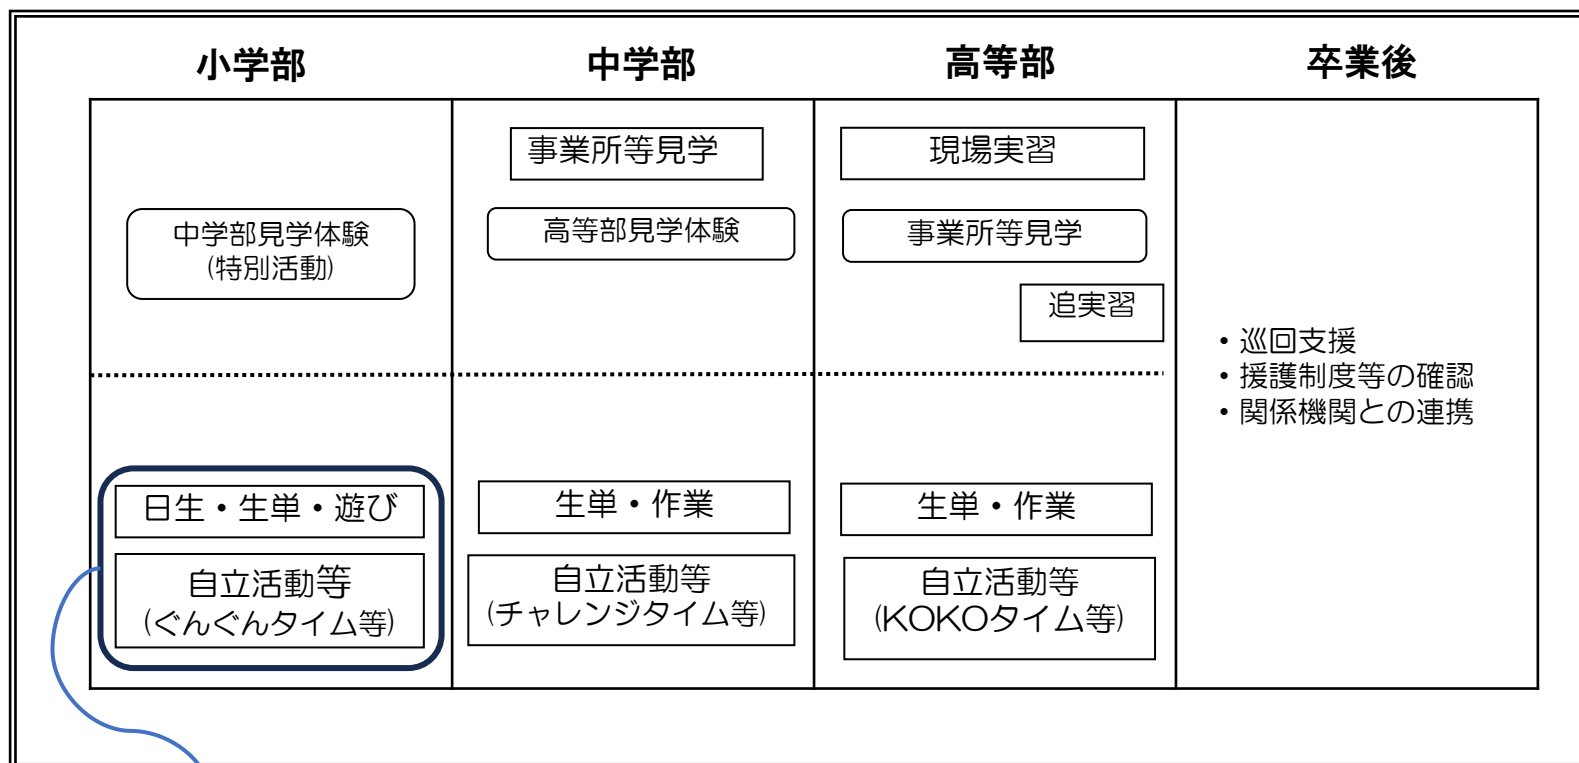 小学部
中学部
高等部
卒業後
中学部見学体験
(特別活動)
日生・生単・遊び
自立活動等
(ぐんぐんタイム等)
事業所等見学
高等部見学体験
生単・作業
自立活動等
(チャレンジタイム等)
現場実習
事業所等見学
追実習
生単・作業
自立活動等
(KOKOタイム等)
・巡回支援
・援護制度等の確認
・関係機関との連携